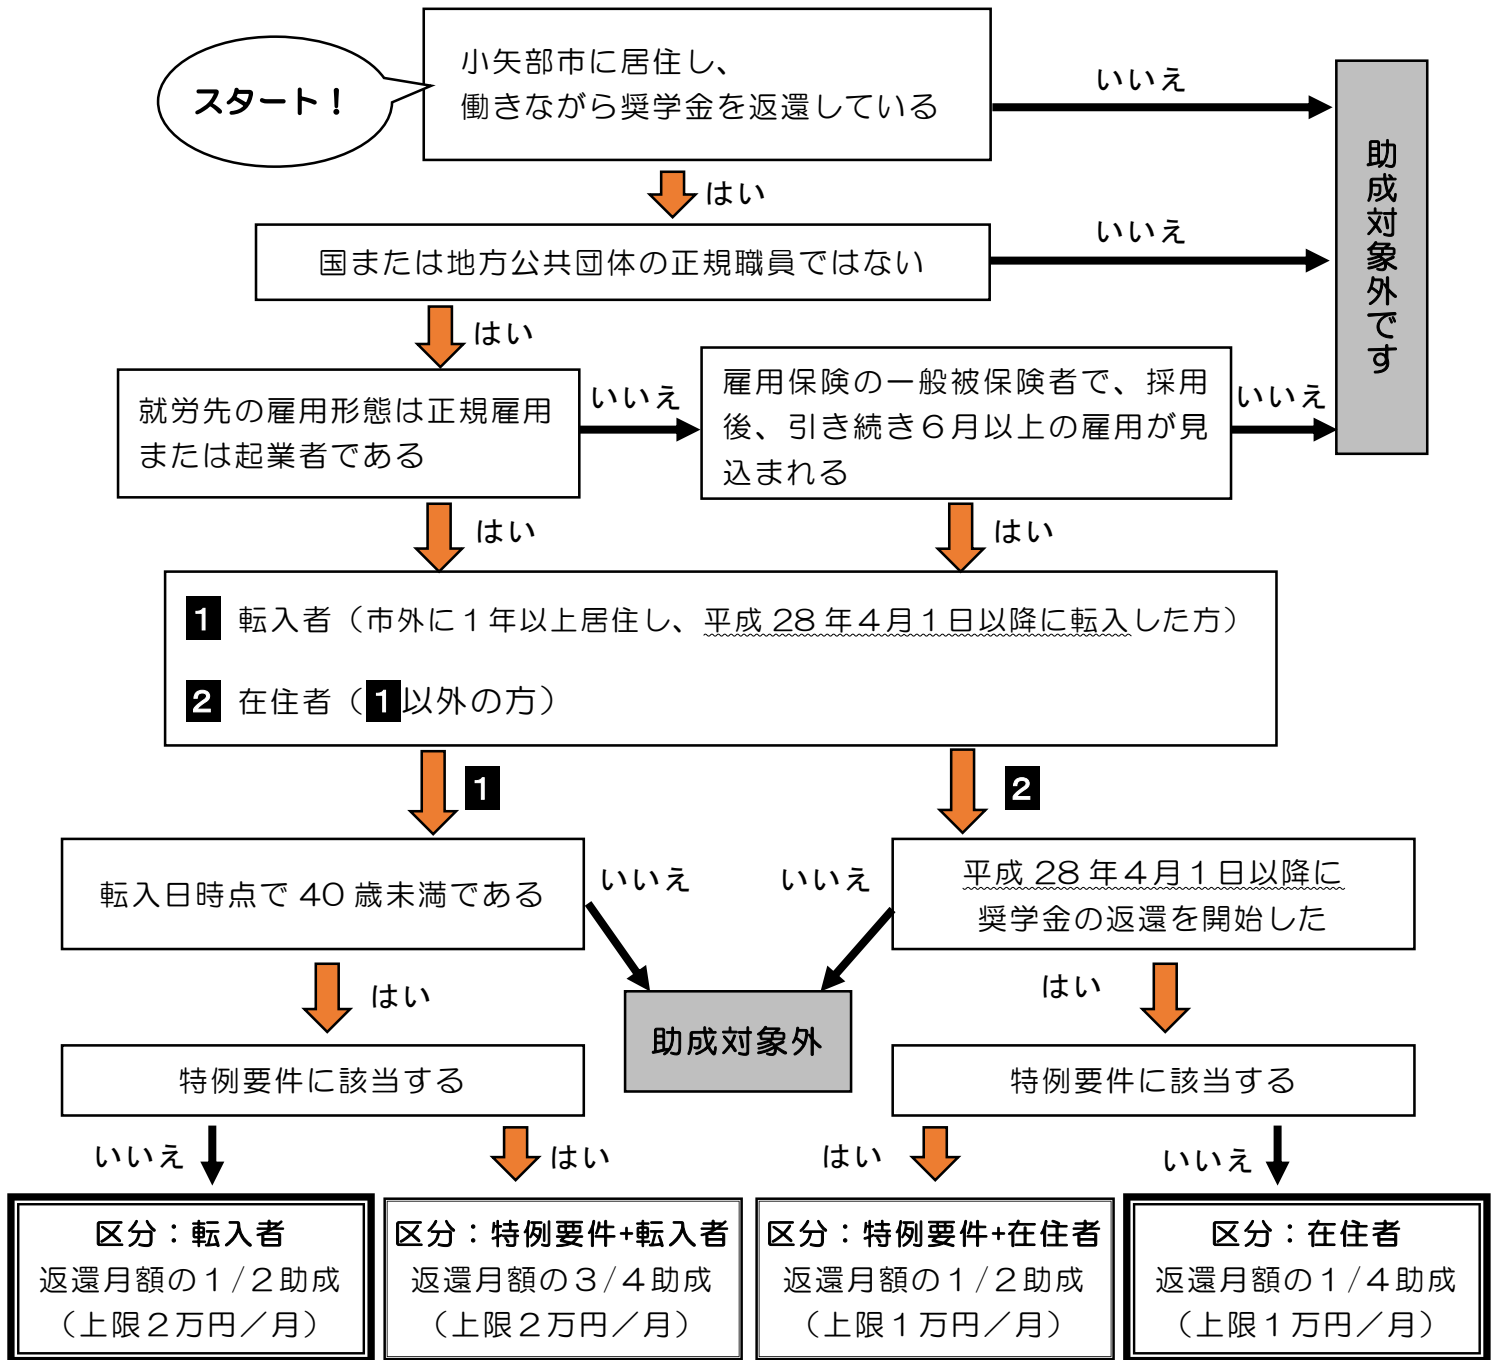 スタート！
小矢部市に居住し、
働きながら奨学金を返還している
いいえ
助成対象外です
はい
国または地方公共団体の正規職員ではない
いいえ
はい
就労先の雇用形態は正規雇用
または起業者である
いいえ
雇用保険の一般被保険者で、採用
後、引き続き６月以上の雇用が見
込まれる
いいえ
はい
はい
1 転入者（市外に１年以上居住し、平成 28 年４月１日以降に転入した方）
2 在住者（1以外の方）
1
2
転入日時点で 40 歳未満である
いいえ
いいえ
平成 28 年４月１日以降に
奨学金の返還を開始した
はい
助成対象外
はい
特例要件に該当する
特例要件に該当する
いいえ
はい
はい
いいえ
区分：転入者
返還月額の１/２助成
（上限２万円／月）
区分：特例要件+転入者
返還月額の３/４助成
（上限２万円／月）
区分：特例要件+在住者
返還月額の１/２助成
（上限１万円／月）
区分：在住者
返還月額の１/４助成
（上限１万円／月）